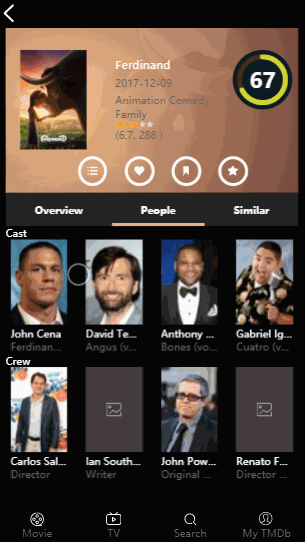 Ferdinand
2017-12-09
Animation Comedy
Family
(6.7, 288 )
67
FERDINAND
Overview People Similar
Cast
John Cena David Te... Anthony ... Gabriel Ig...
Ferdinan... Angus (v... Bones (vo... Cuatro (v...
Crew
Carlos Sal... Ian South... John Pow... Renato F...
Director Writer Original ... Director ...
Movie TV Search My TMDb